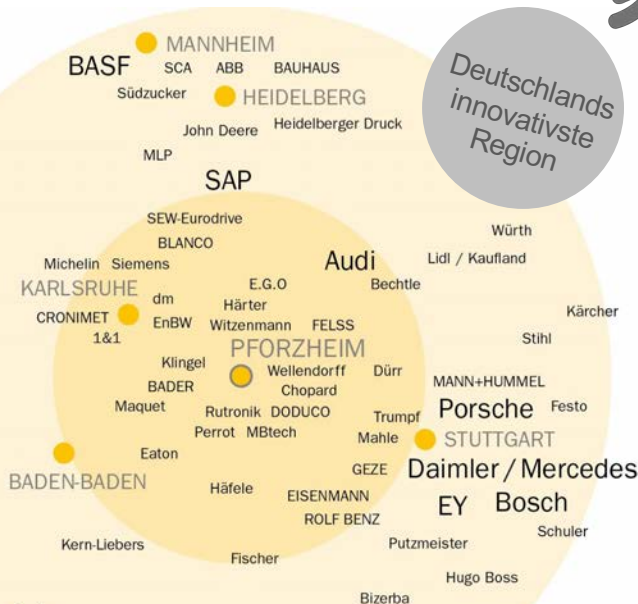 MANNHEIM
BASF SCA ABB BAUHAUS
Südzucker HEIDELBERG
John Deere Heidelberger Druck
MLP
SAP
Deutschlands
innovativste
Region
SEW-Eurodrive
BLANCO
Würth
Michelin Siemens
Audi
Lidl / Kaufland
KARLSRUHE
dm
E.G.O
Bechtle
Härter
CRONIMET
EnBW
Witzenmann
FELSS
Kärcher
1&1
Stihl
PFORZHEIM
Klingel
Wellendorff
Dürr
BADER
Chopard
MANN+HUMMEL
Maquet
Rutronik DODUCO
Trumpf
Porsche Festo
Perrot MBtech
Mahle
STUTTGART
Eaton
GEZE
Daimler / Mercedes
BADEN-BADEN
Häfele
EISENMANN
EY Bosch
ROLF BENZ
Schuler
Kern-Liebers
Putzmeister
Fischer
Hugo Boss
Bizerba